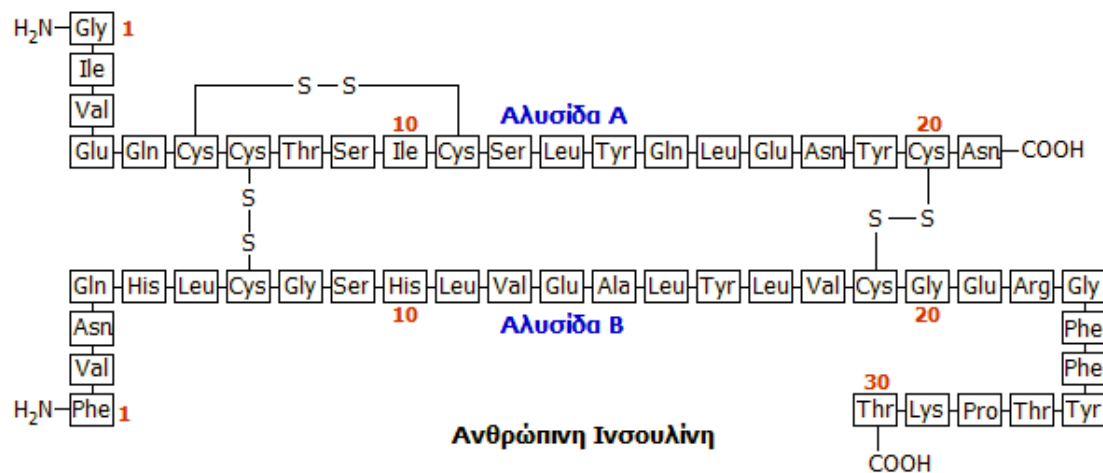 H₂N Gly 1
Ile
S S
Val
10 Αλυσίδα Α 20
Glu Gln Cys Cys Thr Ser Ile Cys Ser Leu Tyr Gln Leu Glu Asn Tyr Cys Asn COOH
S
S S
S
Gln His Leu Cys Gly Ser His Leu Val Glu Ala Leu Tyr Leu Val Cys Gly Glu Arg Gly
10 Αλυσίδα Β 20
Asn Phe
Val Phe
30
H₂N Phe 1 Thr Lys Pro Thr Tyr
Ανθρώπινη Ινσουλίνη
COOH